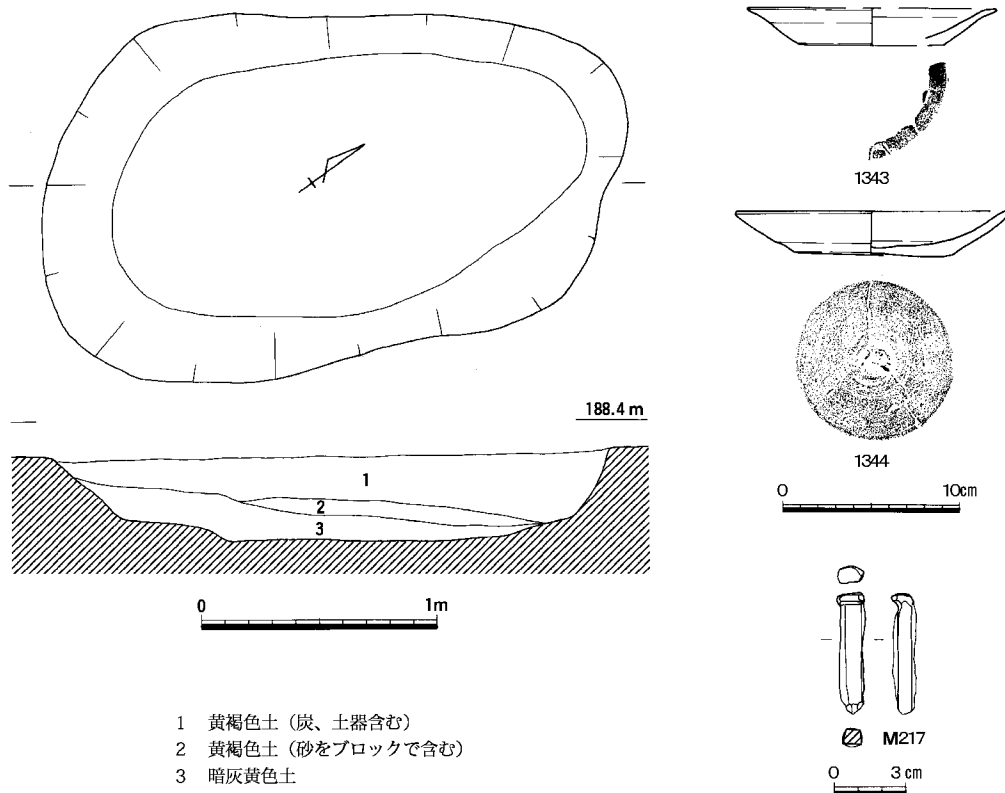 188.4 m
1
2
3
0 1m
1 黄褐色土（炭、土器含む）
2 黄褐色土（砂をブロックで含む）
3 暗灰黄色土
1343
1344
0 10cm
M217
0 3 cm